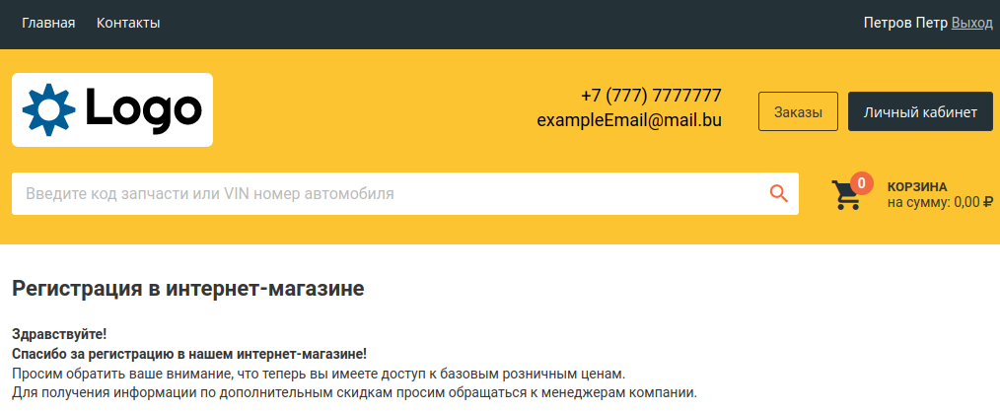 Главная Контакты Петров Петр Выход
Logo
+7 (777) 7777777
exampleEmail@mail.bu
Заказы Личный кабинет
Введите код запчасти или VIN номер автомобиля
0
КОРЗИНА
на сумму: 0,00 ₽
Регистрация в интернет-магазине
Здравствуйте!
Спасибо за регистрацию в нашем интернет-магазине!
Просим обратить ваше внимание, что теперь вы имеете доступ к базовым розничным ценам.
Для получения информации по дополнительным скидкам просим обращаться к менеджерам компании.